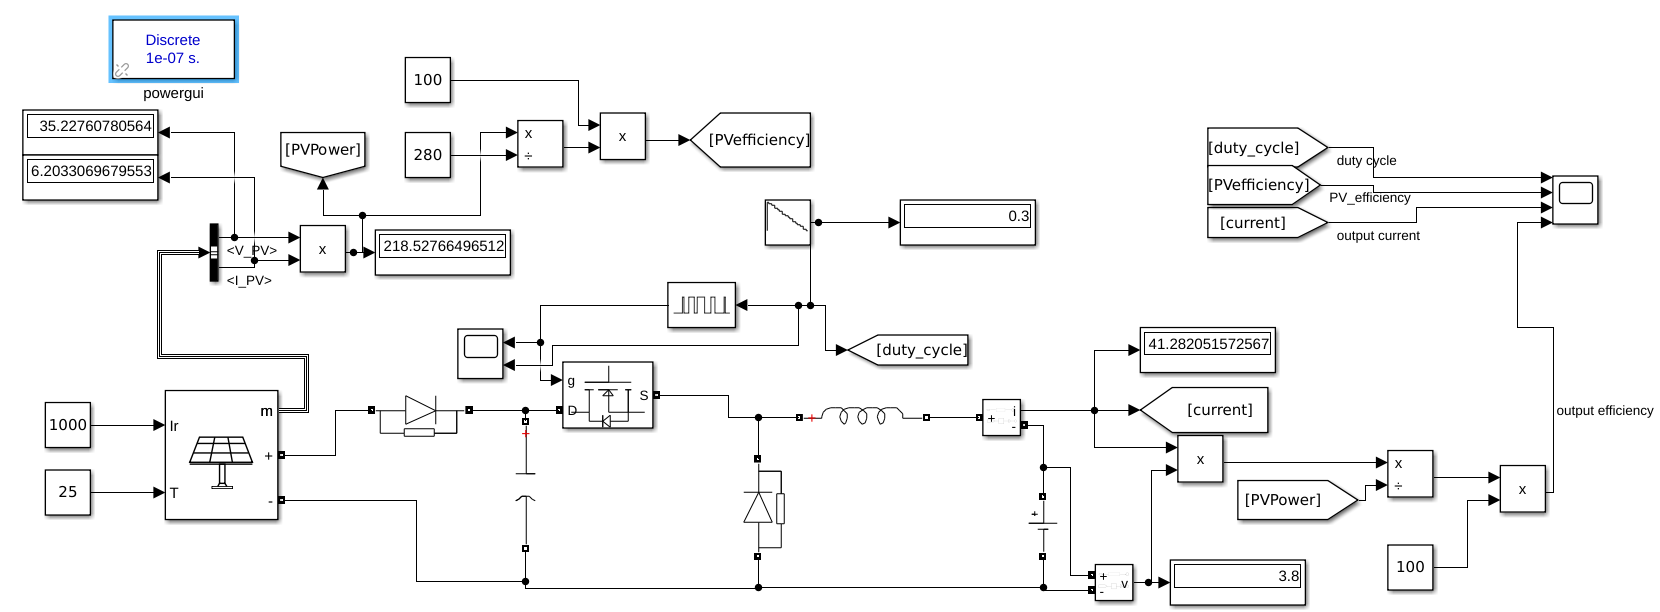 Discrete
1e-07 s.
powergui
35.22760780564
6.2033069679553
[PVPower]
100
280
x
÷
x
[PVefficiency]
<V_PV>
<I_PV>
x
218.52766496512
0.3
[duty_cycle]
[PVefficiency]
[current]
duty cycle
PV_efficiency
output current
[duty_cycle]
g
D
S
1000
25
Ir
T
m
+
-
+
+
+
i
-
+
41.282051572567
[current]
output efficiency
x
[PVPower]
x
÷
x
100
+
-
v
3.8